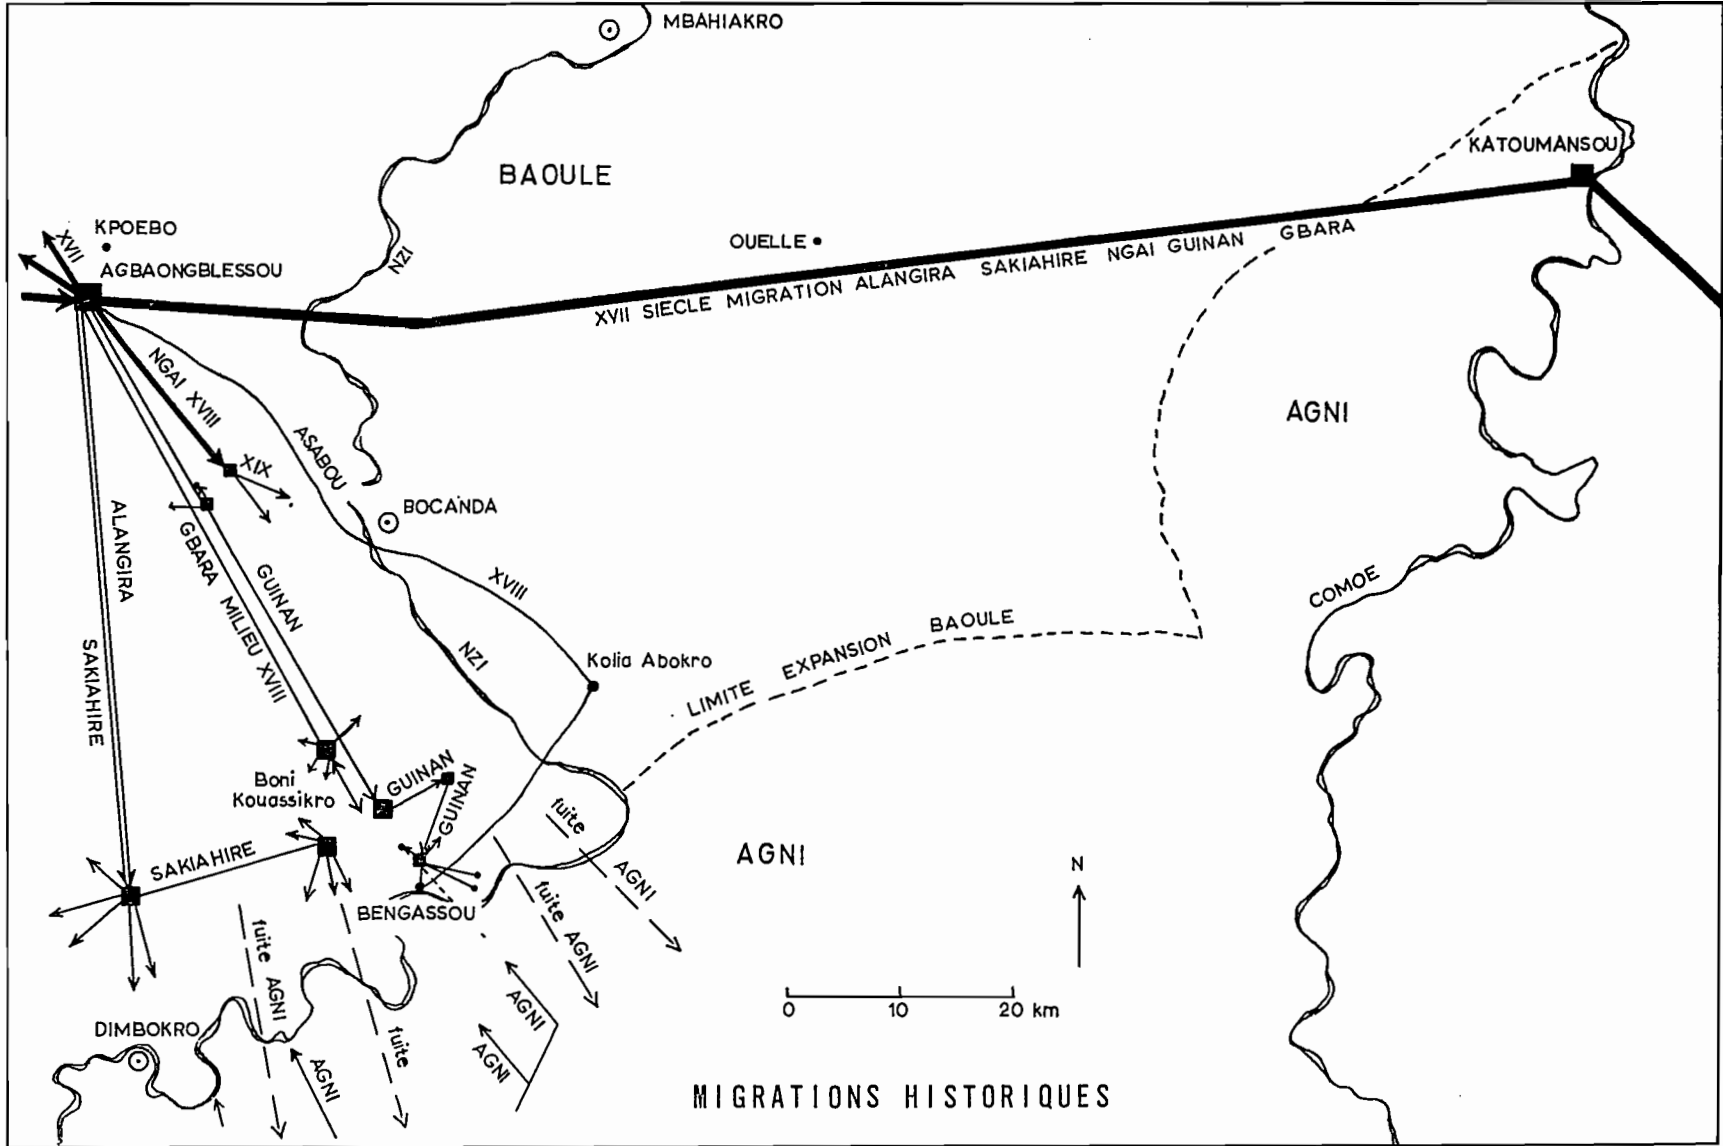 MBAHIAKRO
KATOUMANSOU
BAOULE
KPOEBO
XVII
AGBAONGBLESSOU
NZI
OUELLE
XVII SIECLE MIGRATION ALANGIRA SAKIAHIRE NGAI GUINAN GBARA
NGAI XVIII
AGNI
ASABOU
XIX
BOCANDA
ALANGIRA
GBARA MILIEU XVIII
GUINAN
XVIII
COMOE
SAKIAHIRE
NZI
Kolia Abokro
LIMITE EXPANSION BAOULE
Boni
Kouassikro
GUINAN
GUINAN
fuite AGNI
SAKIAHIRE
AGNI
N
BENGASSOU
fuite AGNI
fuite AGNI
AGNI
AGNI
fuite
AGNI
0 10 20 km
DIMBOKRO
MIGRATIONS HISTORIQUES